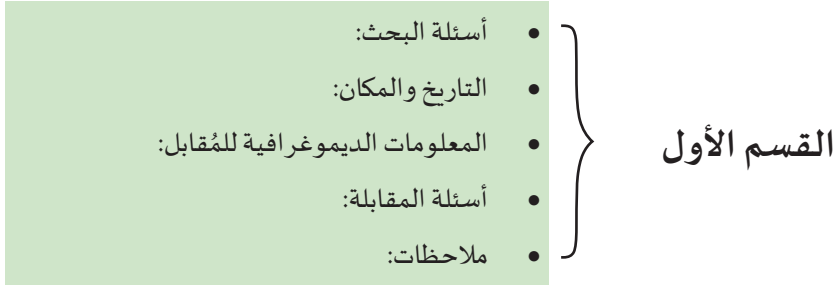 القسم الأول
• أسئلة البحث:
• التاريخ والمكان:
• المعلومات الديموغرافية للمُقابل:
• أسئلة المقابلة:
• ملاحظات: